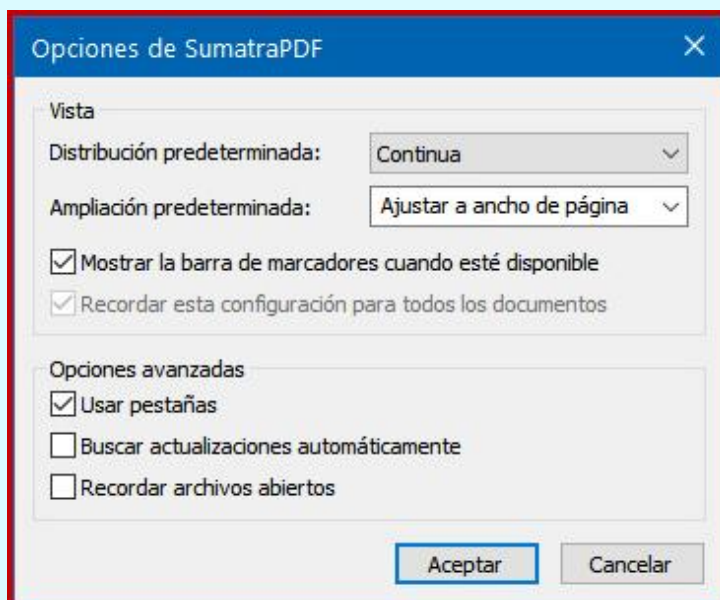 Opciones de SumatraPDF
Vista
Distribución predeterminada:
Continua
Ampliación predeterminada:
Ajustar a ancho de página
Mostrar la barra de marcadores cuando esté disponible
Recordar esta configuración para todos los documentos
Opciones avanzadas
Usar pestañas
Buscar actualizaciones automáticamente
Recordar archivos abiertos
Aceptar
Cancelar